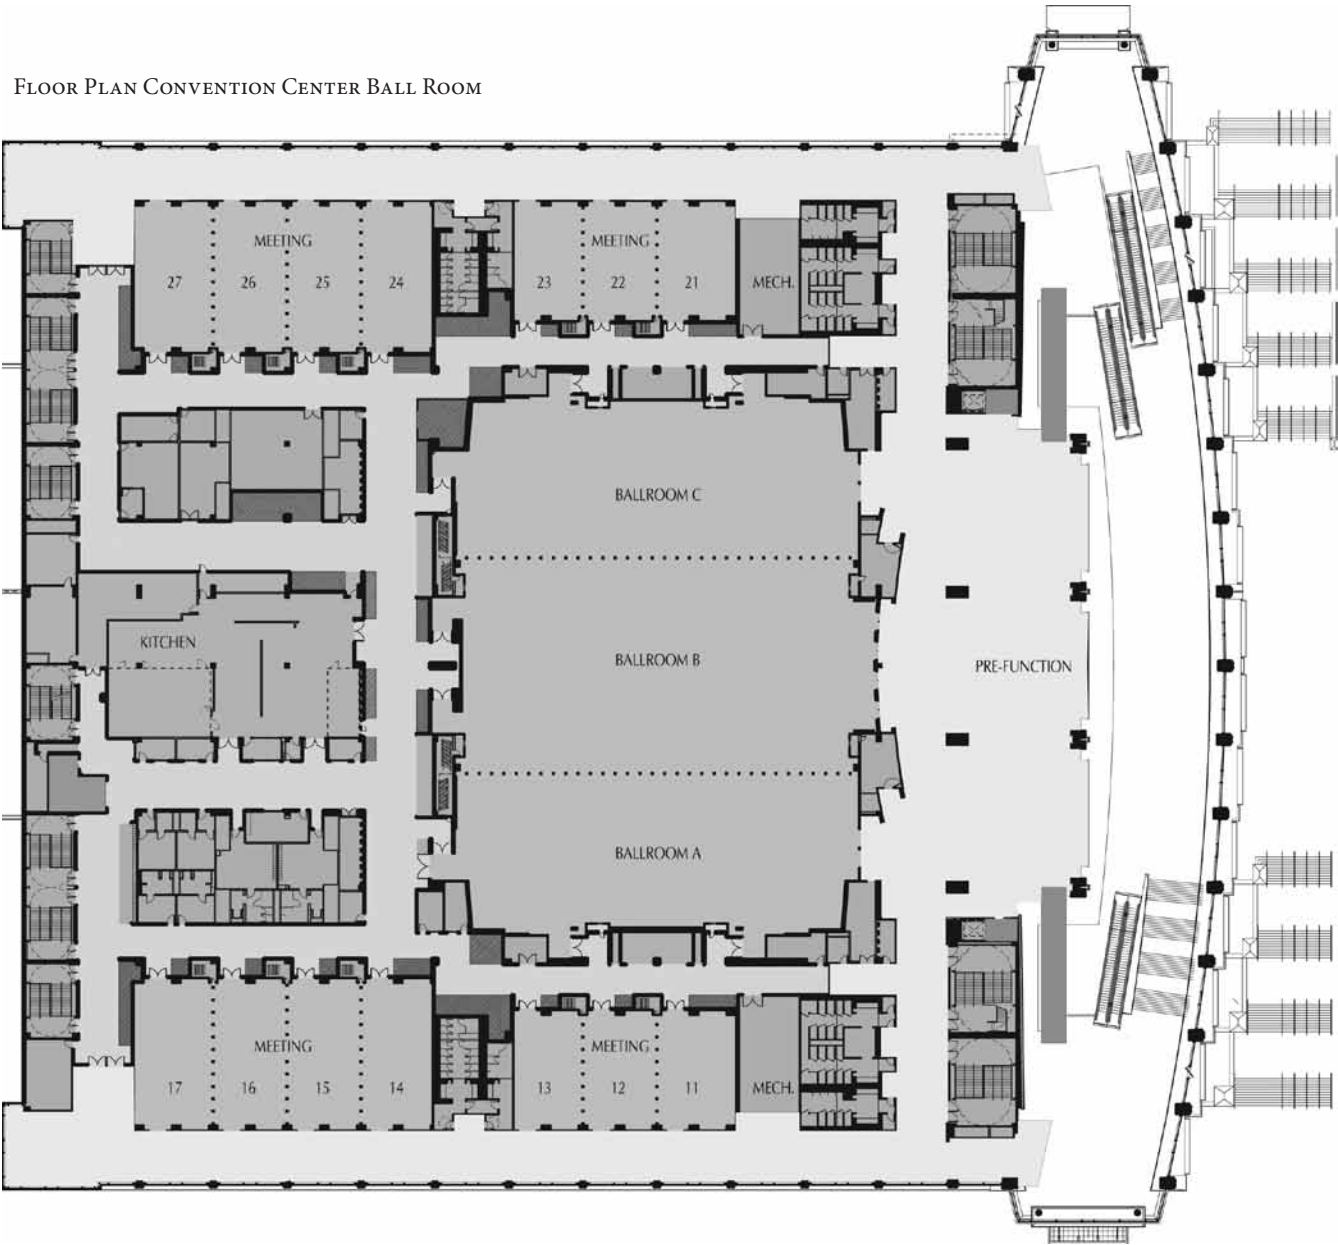 Floor Plan Convention Center Ball Room
MEETING
27 26 25 24
MEETING
23 22 21
MECH.
BALLROOM C
KITCHEN
BALLROOM B
PRE-FUNCTION
BALLROOM A
MEETING
17 16 15 14
MEETING
13 12 11
MECH.